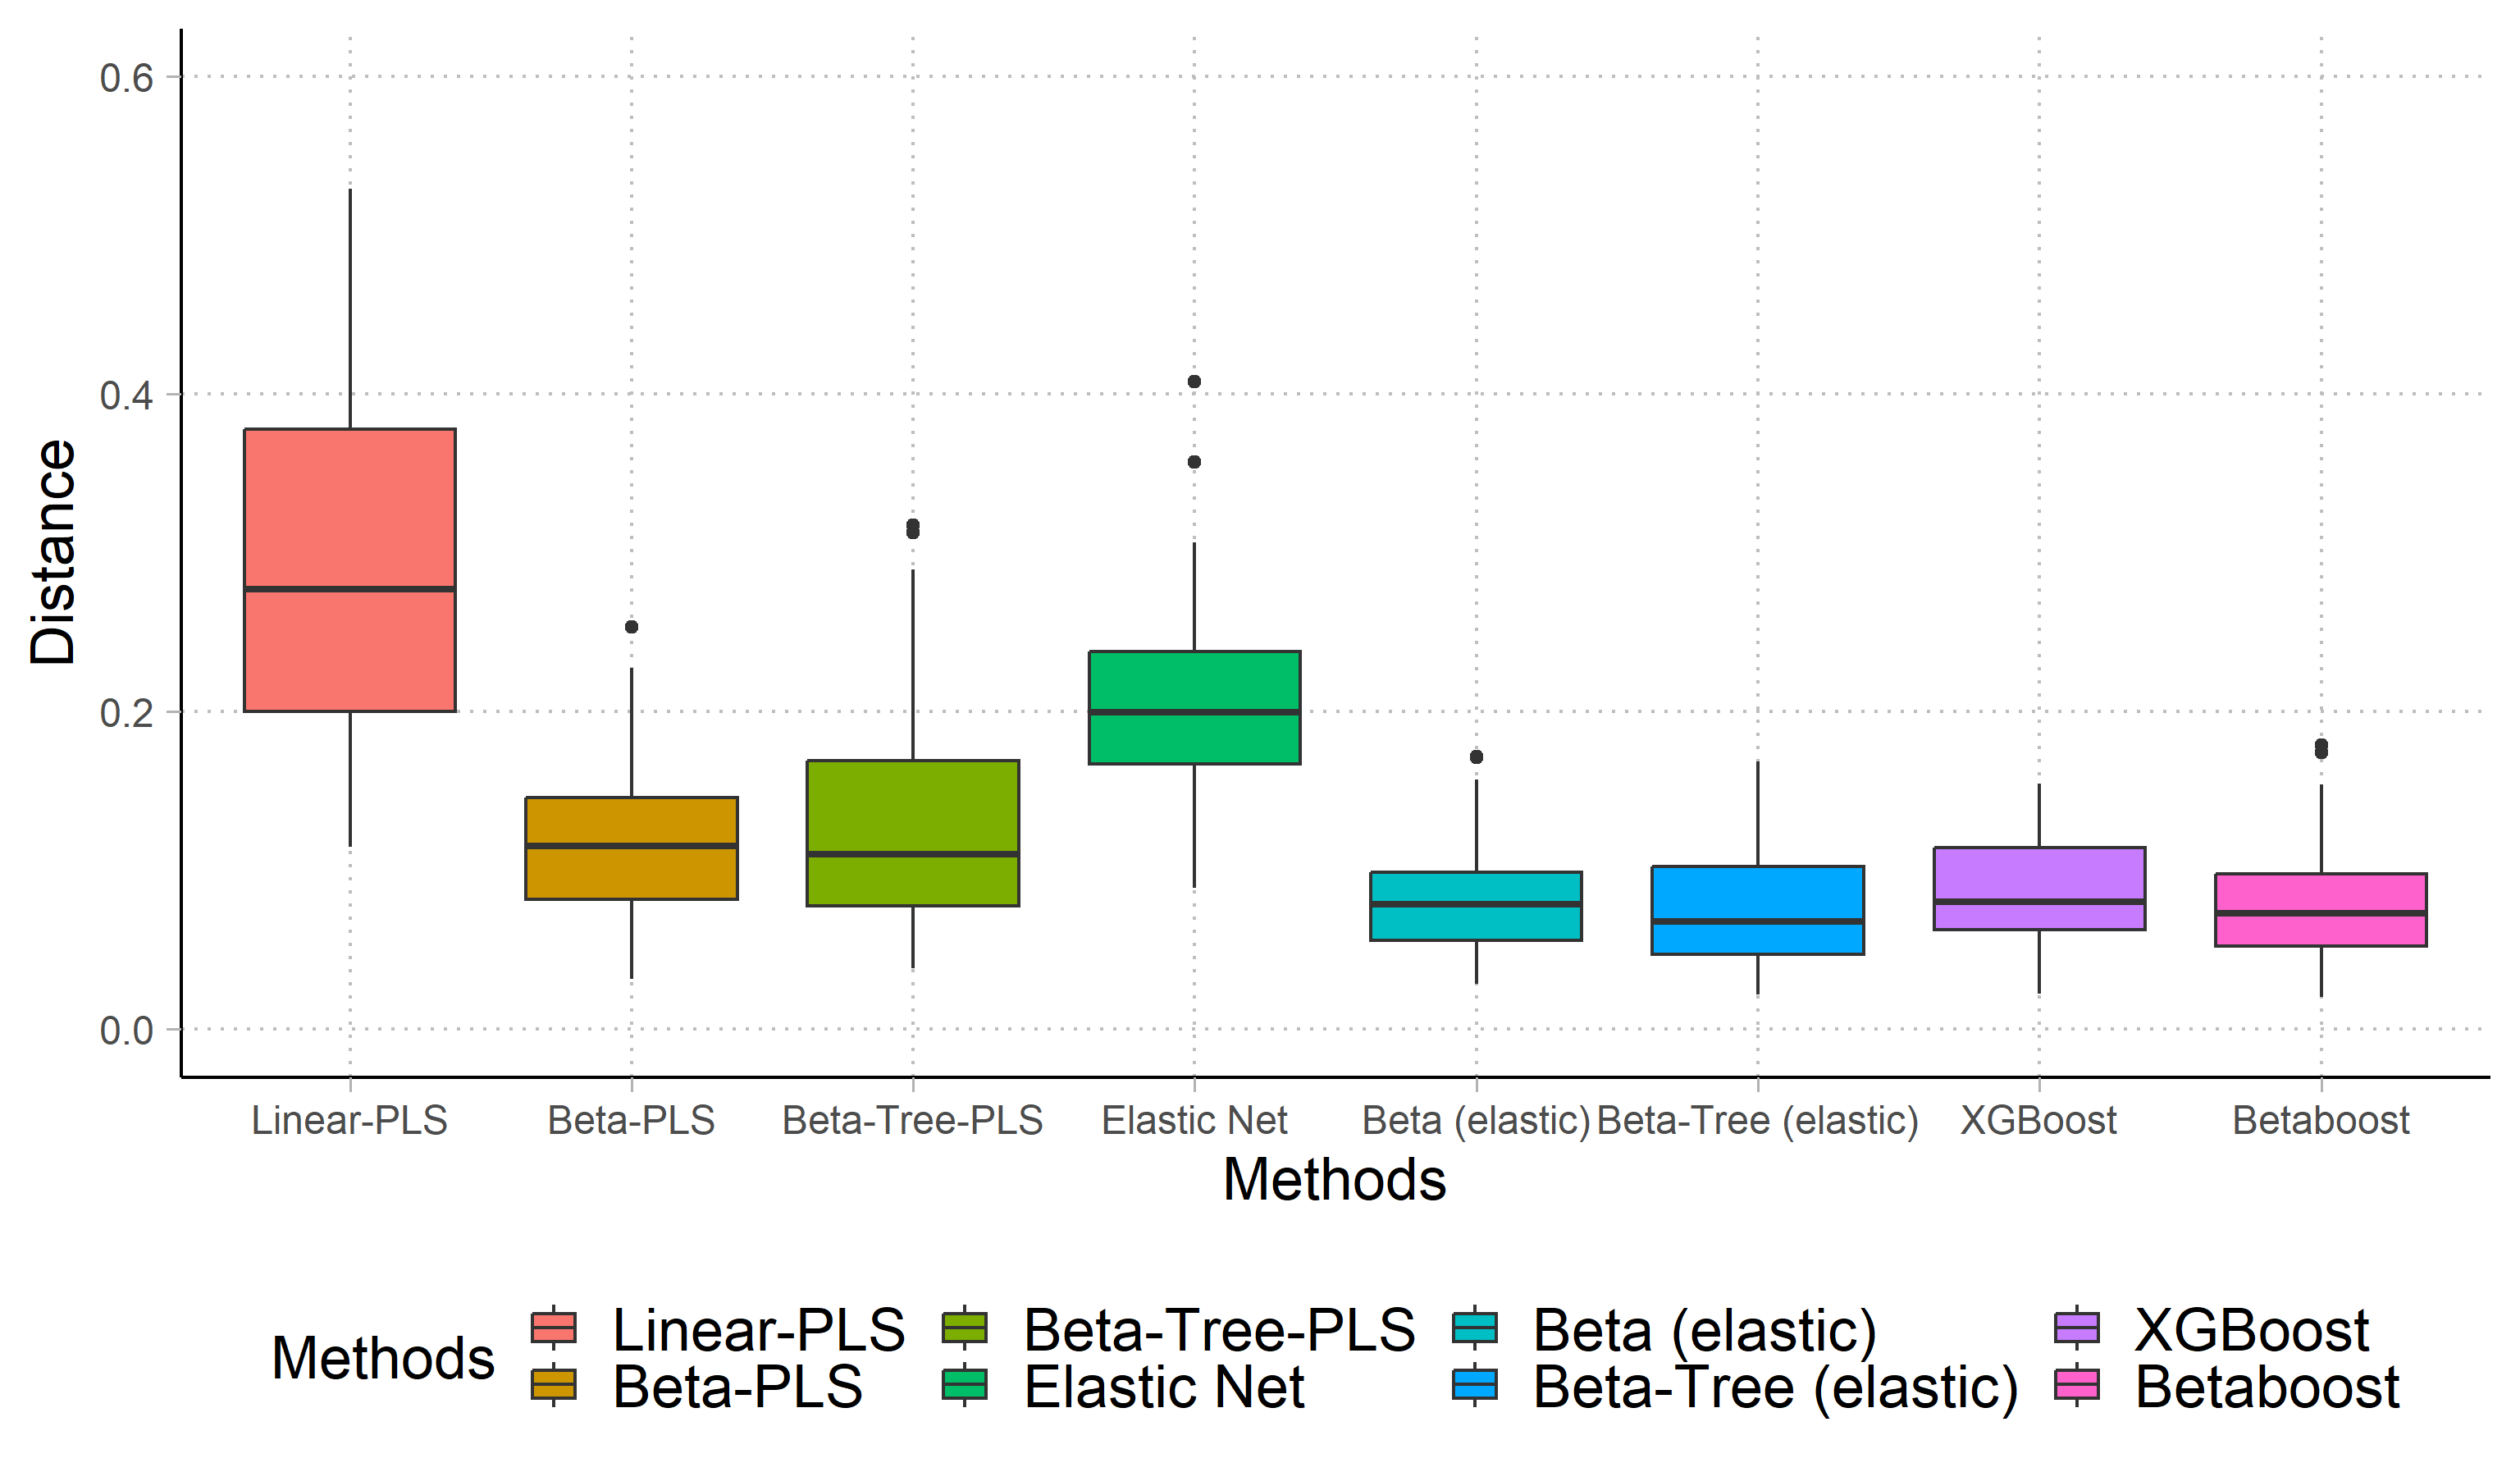 Distance
0.6
0.4
0.2
0.0
Linear-PLS Beta-PLS Beta-Tree-PLS Elastic Net Beta (elastic) Beta-Tree (elastic) XGBoost Betaboost
Methods
Methods
Linear-PLS Beta-Tree-PLS Beta (elastic) XGBoost
Beta-PLS Elastic Net Beta-Tree (elastic) Betaboost